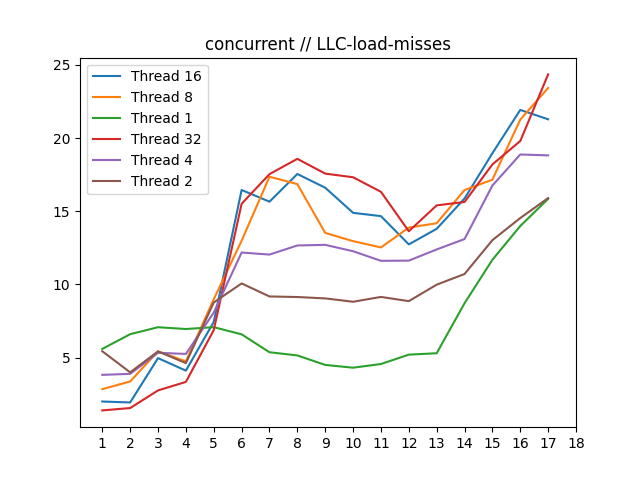 concurrent // LLC-load-misses
25
20
15
10
5
Thread 16
Thread 8
Thread 1
Thread 32
Thread 4
Thread 2
1 2 3 4 5 6 7 8 9 10 11 12 13 14 15 16 17 18